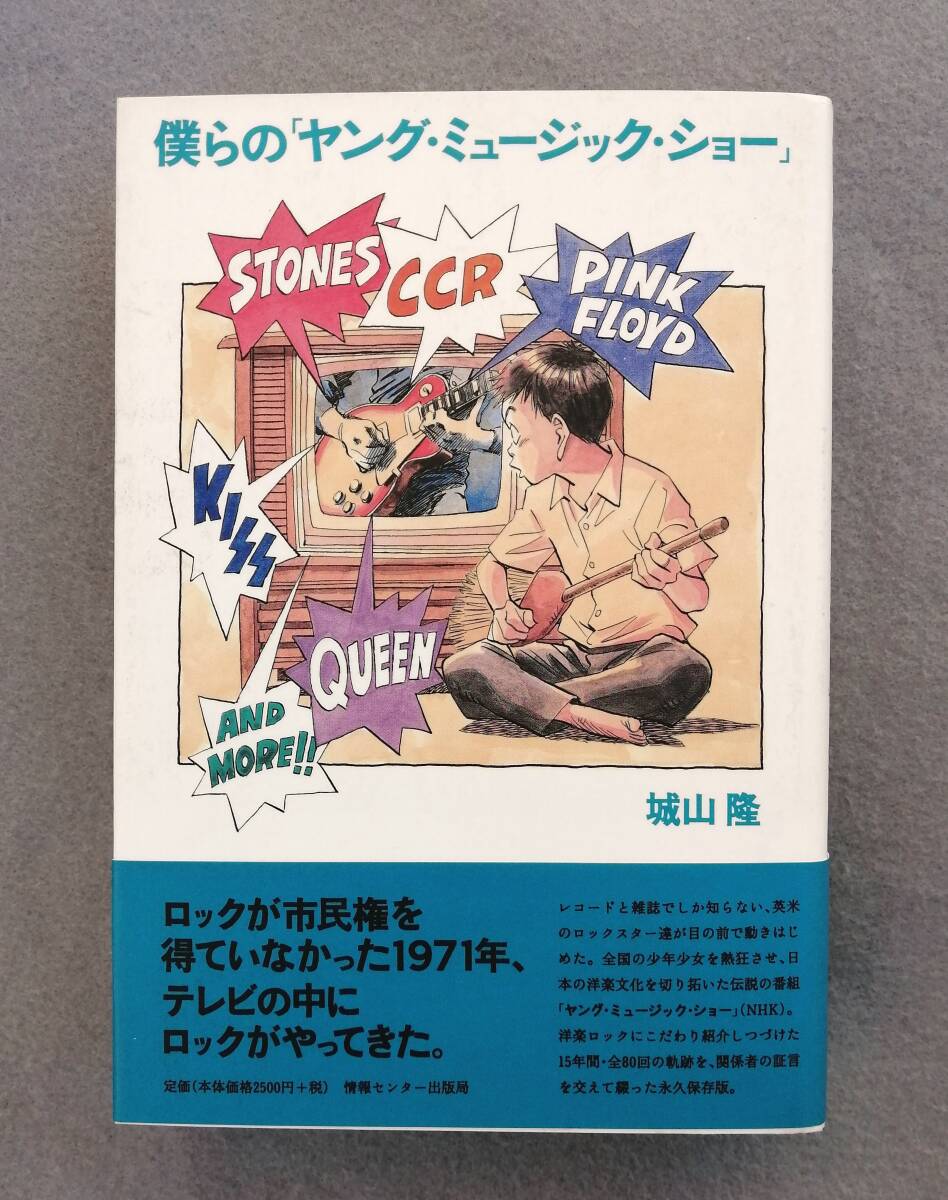 僕らの「ヤング・ミュージック・ショー」
STONES
CCR
PINK
FLOYD
KISS
QUEEN
AND
MORE!!
城山 隆
ロックが市民権を
得ていなかった1971年、
テレビの中に
ロックがやってきた。
定価(本体価格2500円+税) 情報センター出版局
レコードと雑誌でしか知らない、英米
のロックスター達が目の前で動きはじ
めた。全国の少年少女を熱狂させ、日
本の洋楽文化を切り拓いた伝説の番組
「ヤング・ミュージック・ショー」(NHK)。
洋楽ロックにこだわり紹介しつづけた
15年間・全80回の軌跡を、関係者の証言
を交えて綴った永久保存版。